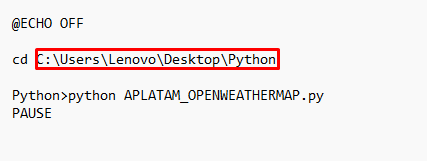 @ECHO OFF
cd C:\Users\Lenovo\Desktop\Python
Python>python APLATAM_OPENWEATHERMAP.py
PAUSE